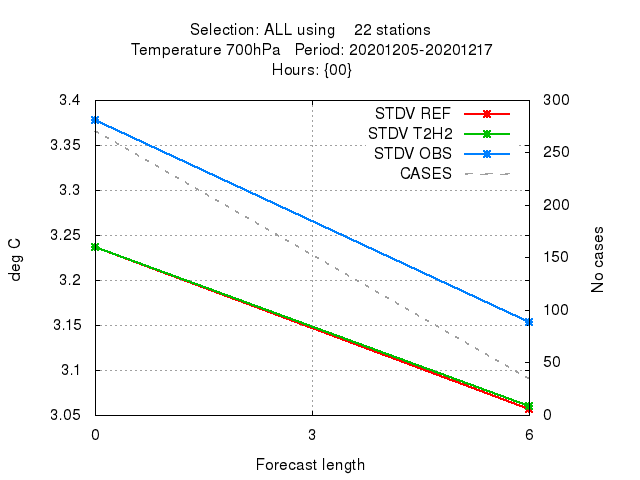 Selection: ALL using    22 stations
Temperature 700hPa   Period: 20201205-20201217
Hours: {00}
3.4
3.35
3.3
3.25
3.2
3.15
3.1
3.05
deg C
STDV REF
STDV T2H2
STDV OBS
CASES
300
250
200
150
100
50
0
No cases
0 3 6
Forecast length